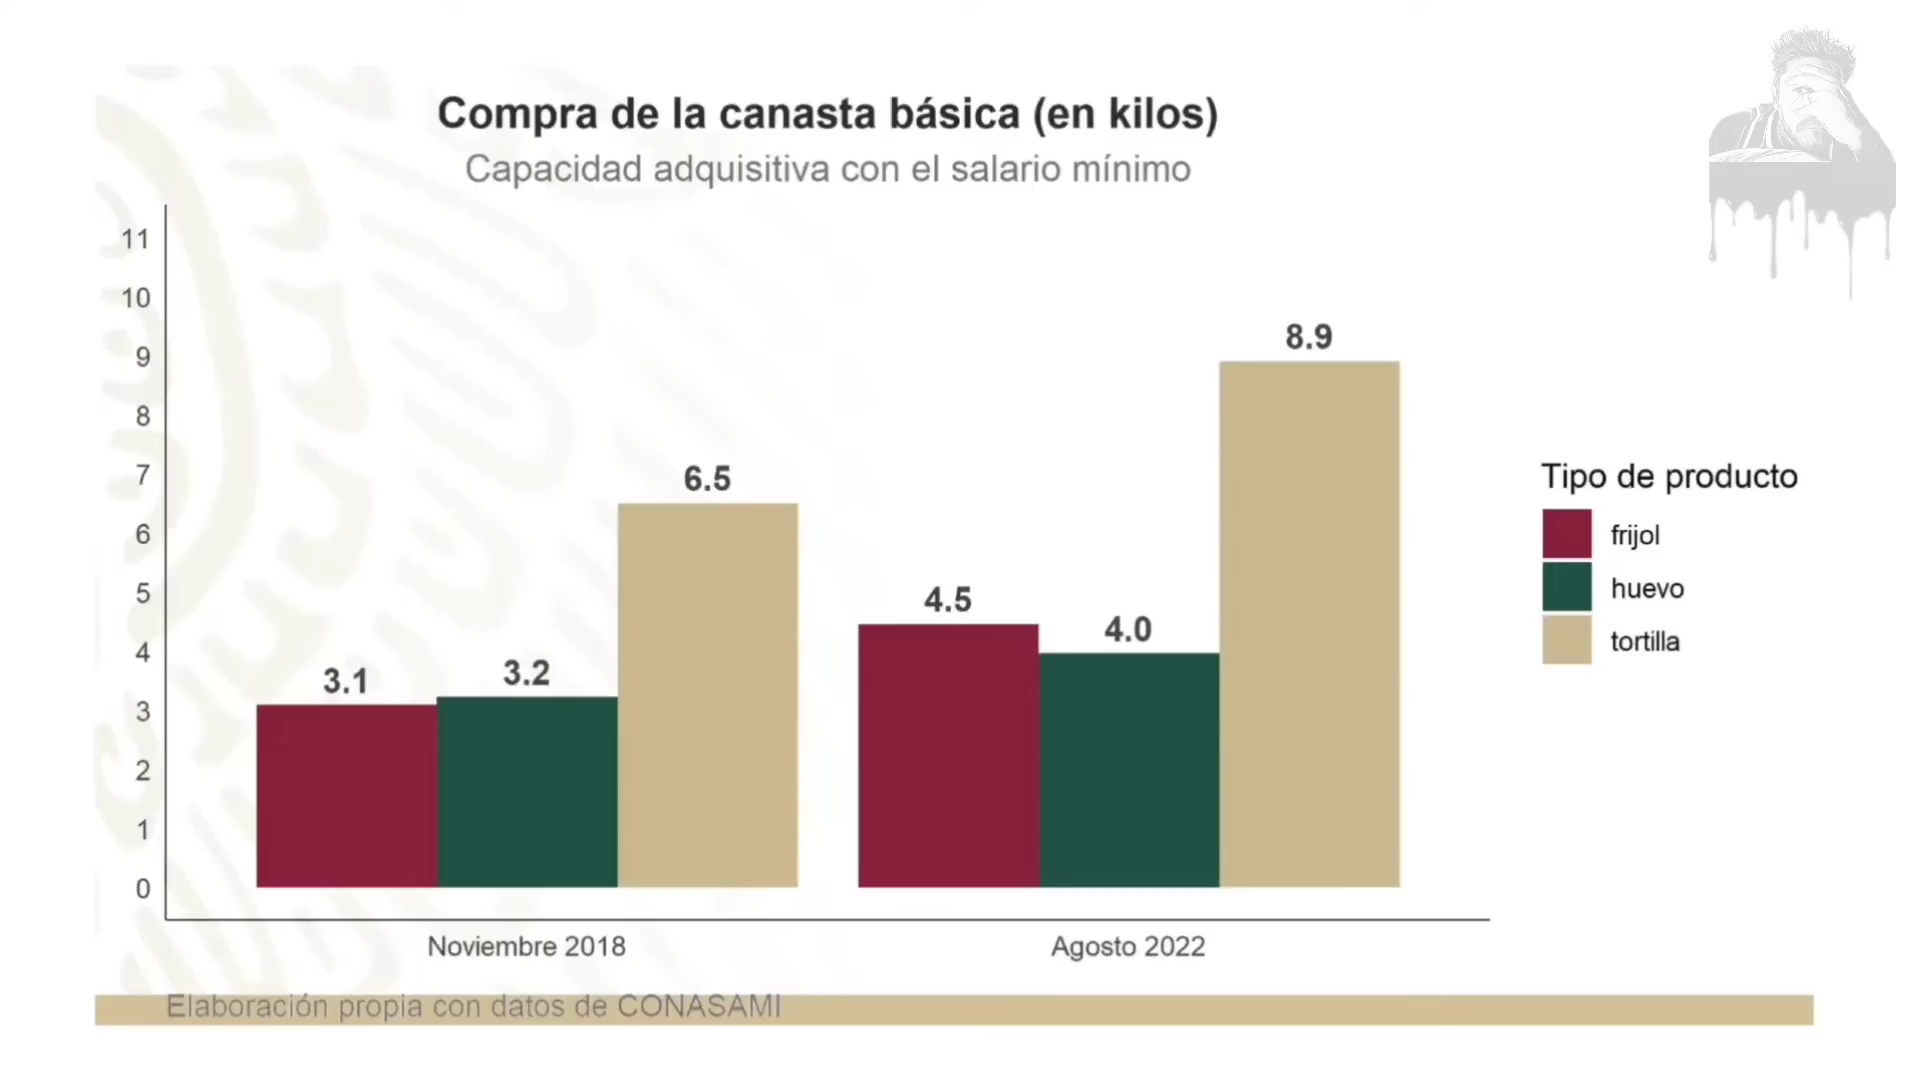 Compra de la canasta básica (en kilos)
Capacidad adquisitiva con el salario mínimo
11
10
9
8
7
6
5
4
3
2
1
0
3.1
3.2
6.5
4.5
4.0
8.9
Noviembre 2018
Agosto 2022
Tipo de producto
frijol
huevo
tortilla
Elaboración propia con datos de CONASAMI